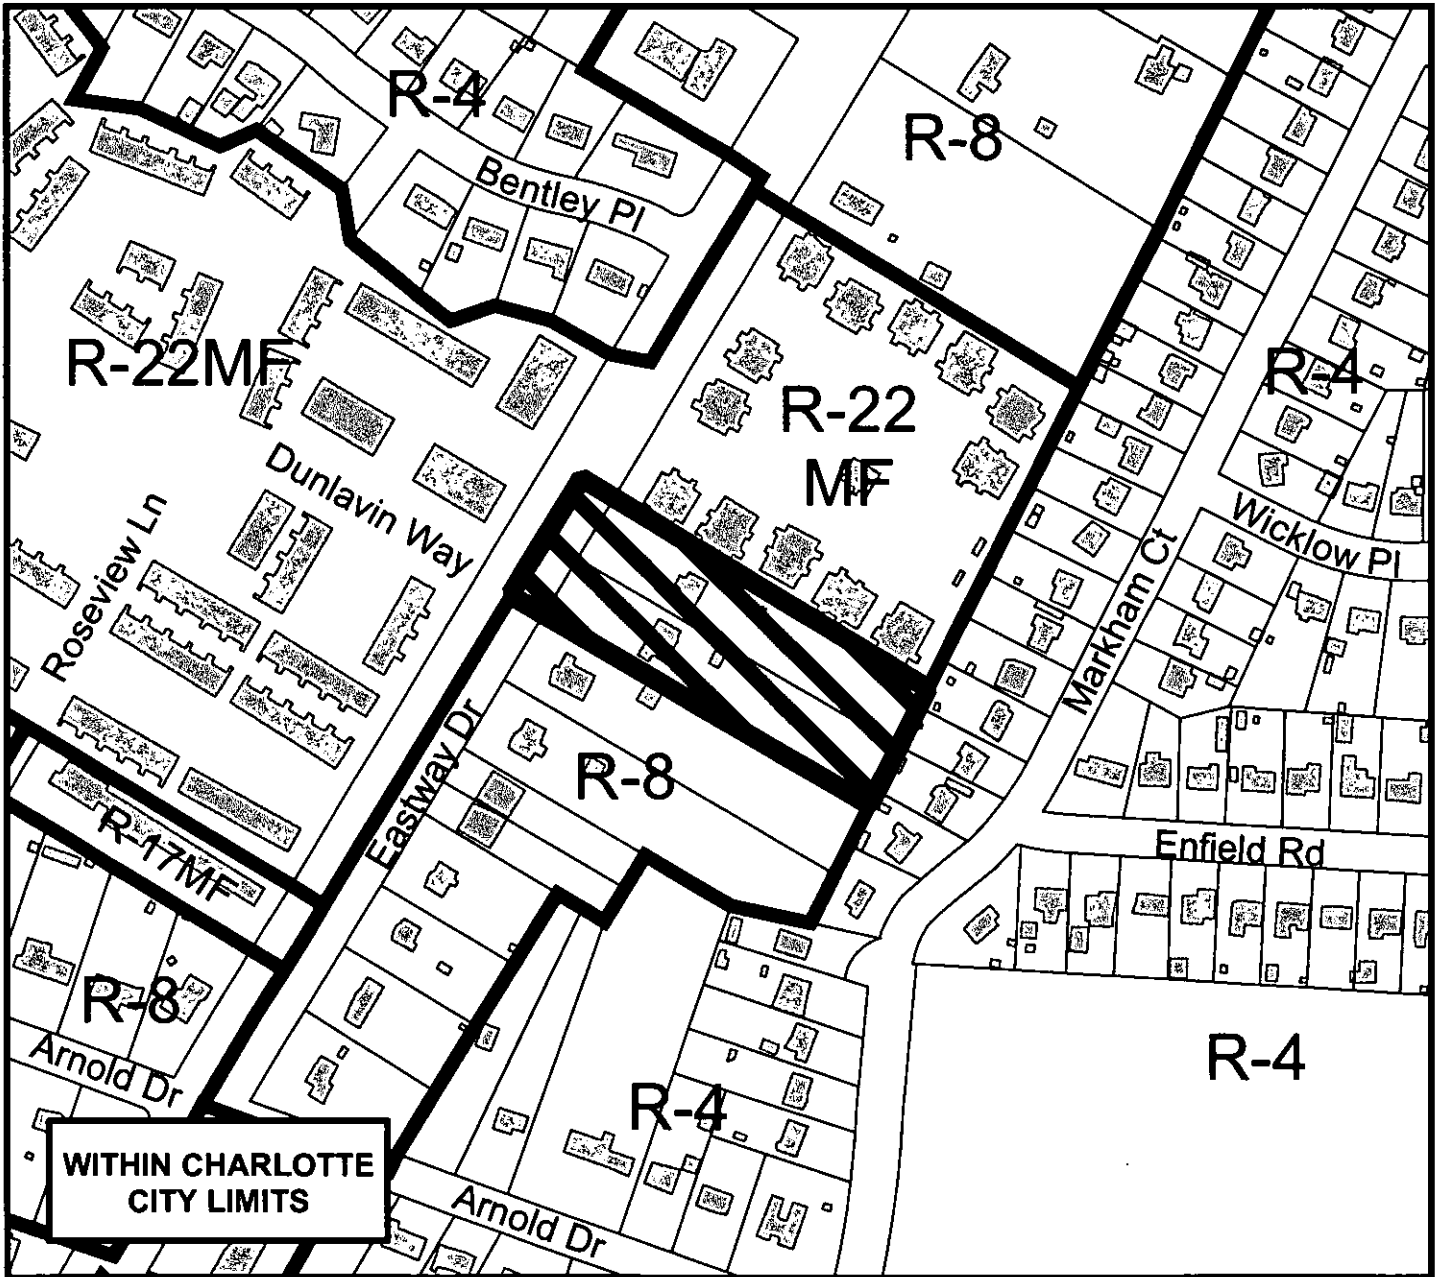 R-4
R-8
Bentley Pl
R-22MF
R-22
MF
R-4
Dunlavin Way
Roseview Ln
Wicklow Pl
Markham Ct
Eastway Dr
R-8
R-17MF
Enfield Rd
R-8
Arnold Dr
R-4
R-4
WITHIN CHARLOTTE
CITY LIMITS
Arnold Dr